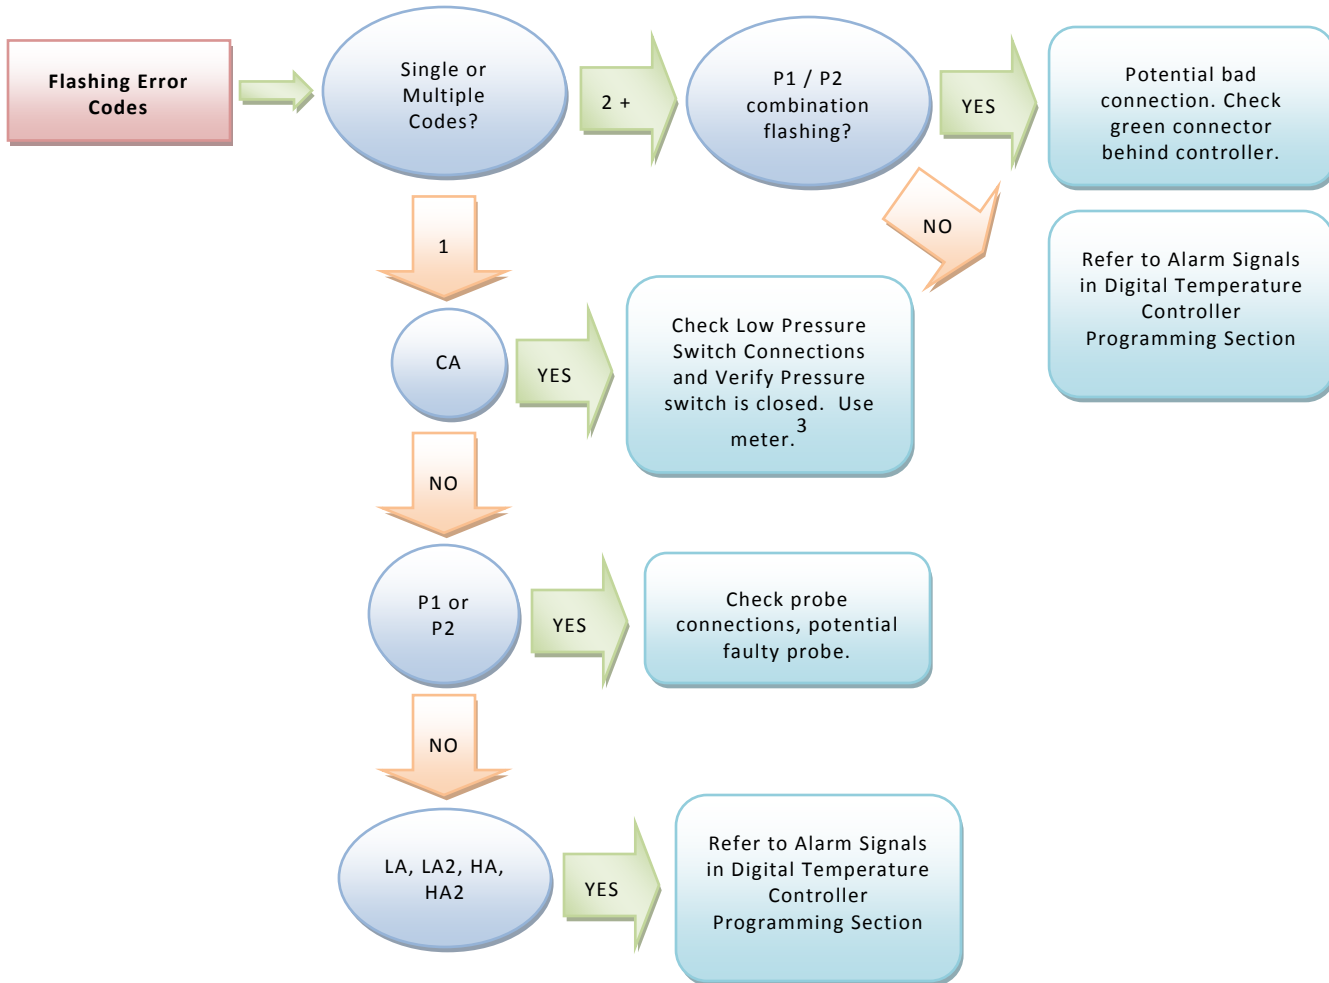 Flashing Error
Codes
Single or
Multiple
Codes?
2 +
P1 / P2
combination
flashing?
YES
Potential bad
connection. Check
green connector
behind controller.
NO
Refer to Alarm Signals
in Digital Temperature
Controller
Programming Section
1
CA
YES
Check Low Pressure
Switch Connections
and Verify Pressure
switch is closed. Use
meter.3
NO
P1 or
P2
YES
Check probe
connections, potential
faulty probe.
NO
LA, LA2, HA,
HA2
YES
Refer to Alarm Signals
in Digital Temperature
Controller
Programming Section